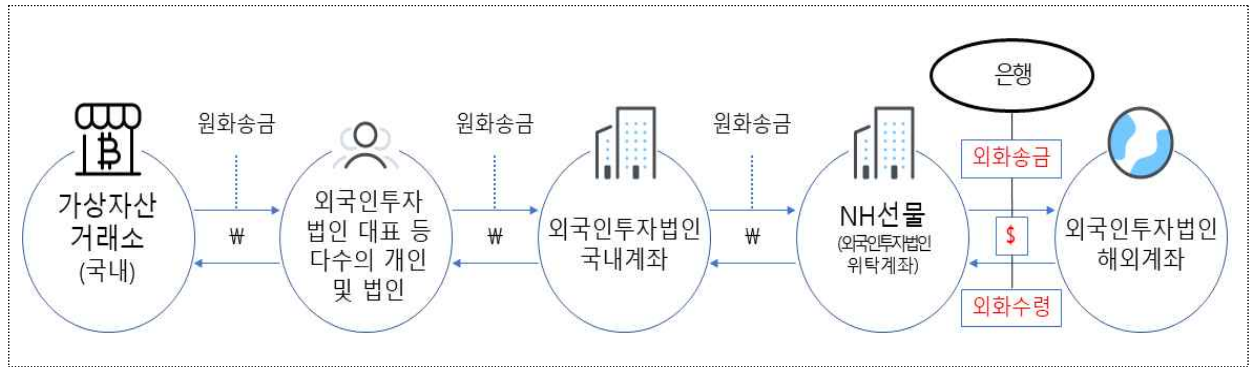 은행
원화송금
원화송금
원화송금
외화송금
가상자산
거래소
(국내)
₩
외국인투자
법인 대표 등
다수의 개인
및 법인
₩
외국인투자법인
국내계좌
₩
NH선물
(외국인투자법인
위탁계좌)
$
외국인투자법인
해외계좌
외화수령